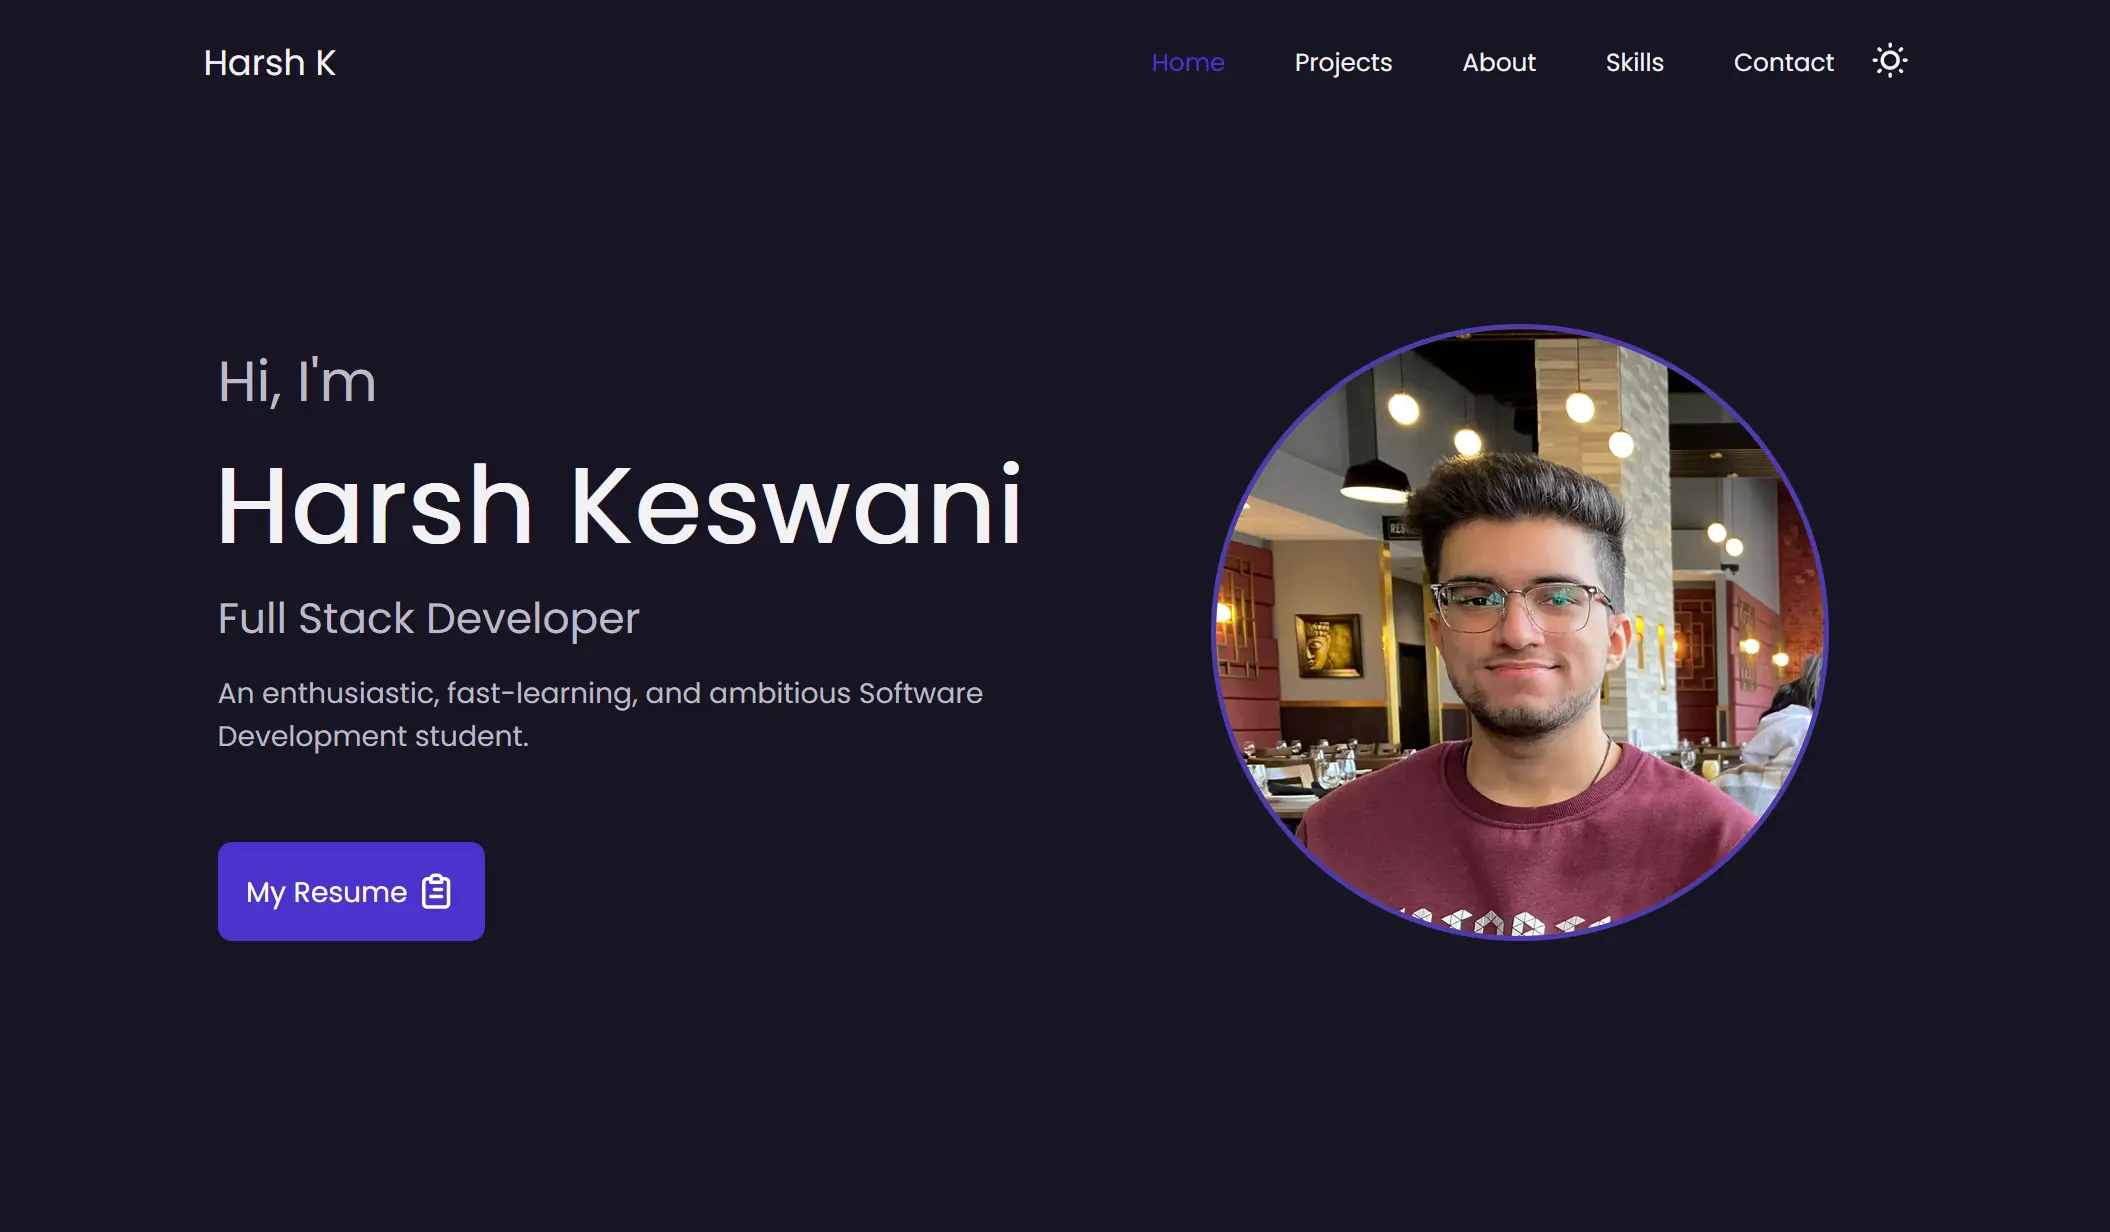 Harsh K
Home Projects About Skills Contact
Hi, I'm
Harsh Keswani
Full Stack Developer
An enthusiastic, fast-learning, and ambitious Software
Development student.
My Resume